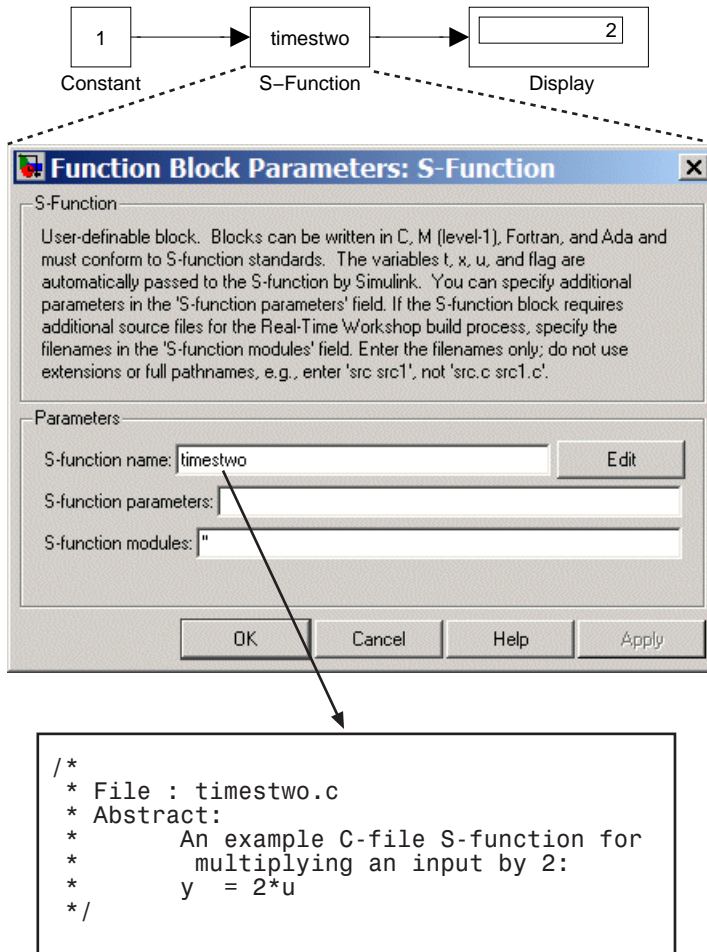 1
timestwo
2
Constant
S−Function
Display
Function Block Parameters: S-Function
S-Function
User-definable block. Blocks can be written in C, M (level-1), Fortran, and Ada and
must conform to S-function standards. The variables t, x, u, and flag are
automatically passed to the S-function by Simulink. You can specify additional
parameters in the 'S-function parameters' field. If the S-function block requires
additional source files for the Real-Time Workshop build process, specify the
filenames in the 'S-function modules' field. Enter the filenames only; do not use
extensions or full pathnames, e.g., enter 'src src1', not 'src.c src1.c'.
Parameters
S-function name: timestwo
Edit
S-function parameters:
S-function modules: ''
OK
Cancel
Help
Apply
/*
* File : timestwo.c
* Abstract:
* An example C-file S-function for
* multiplying an input by 2:
* y = 2*u
*/